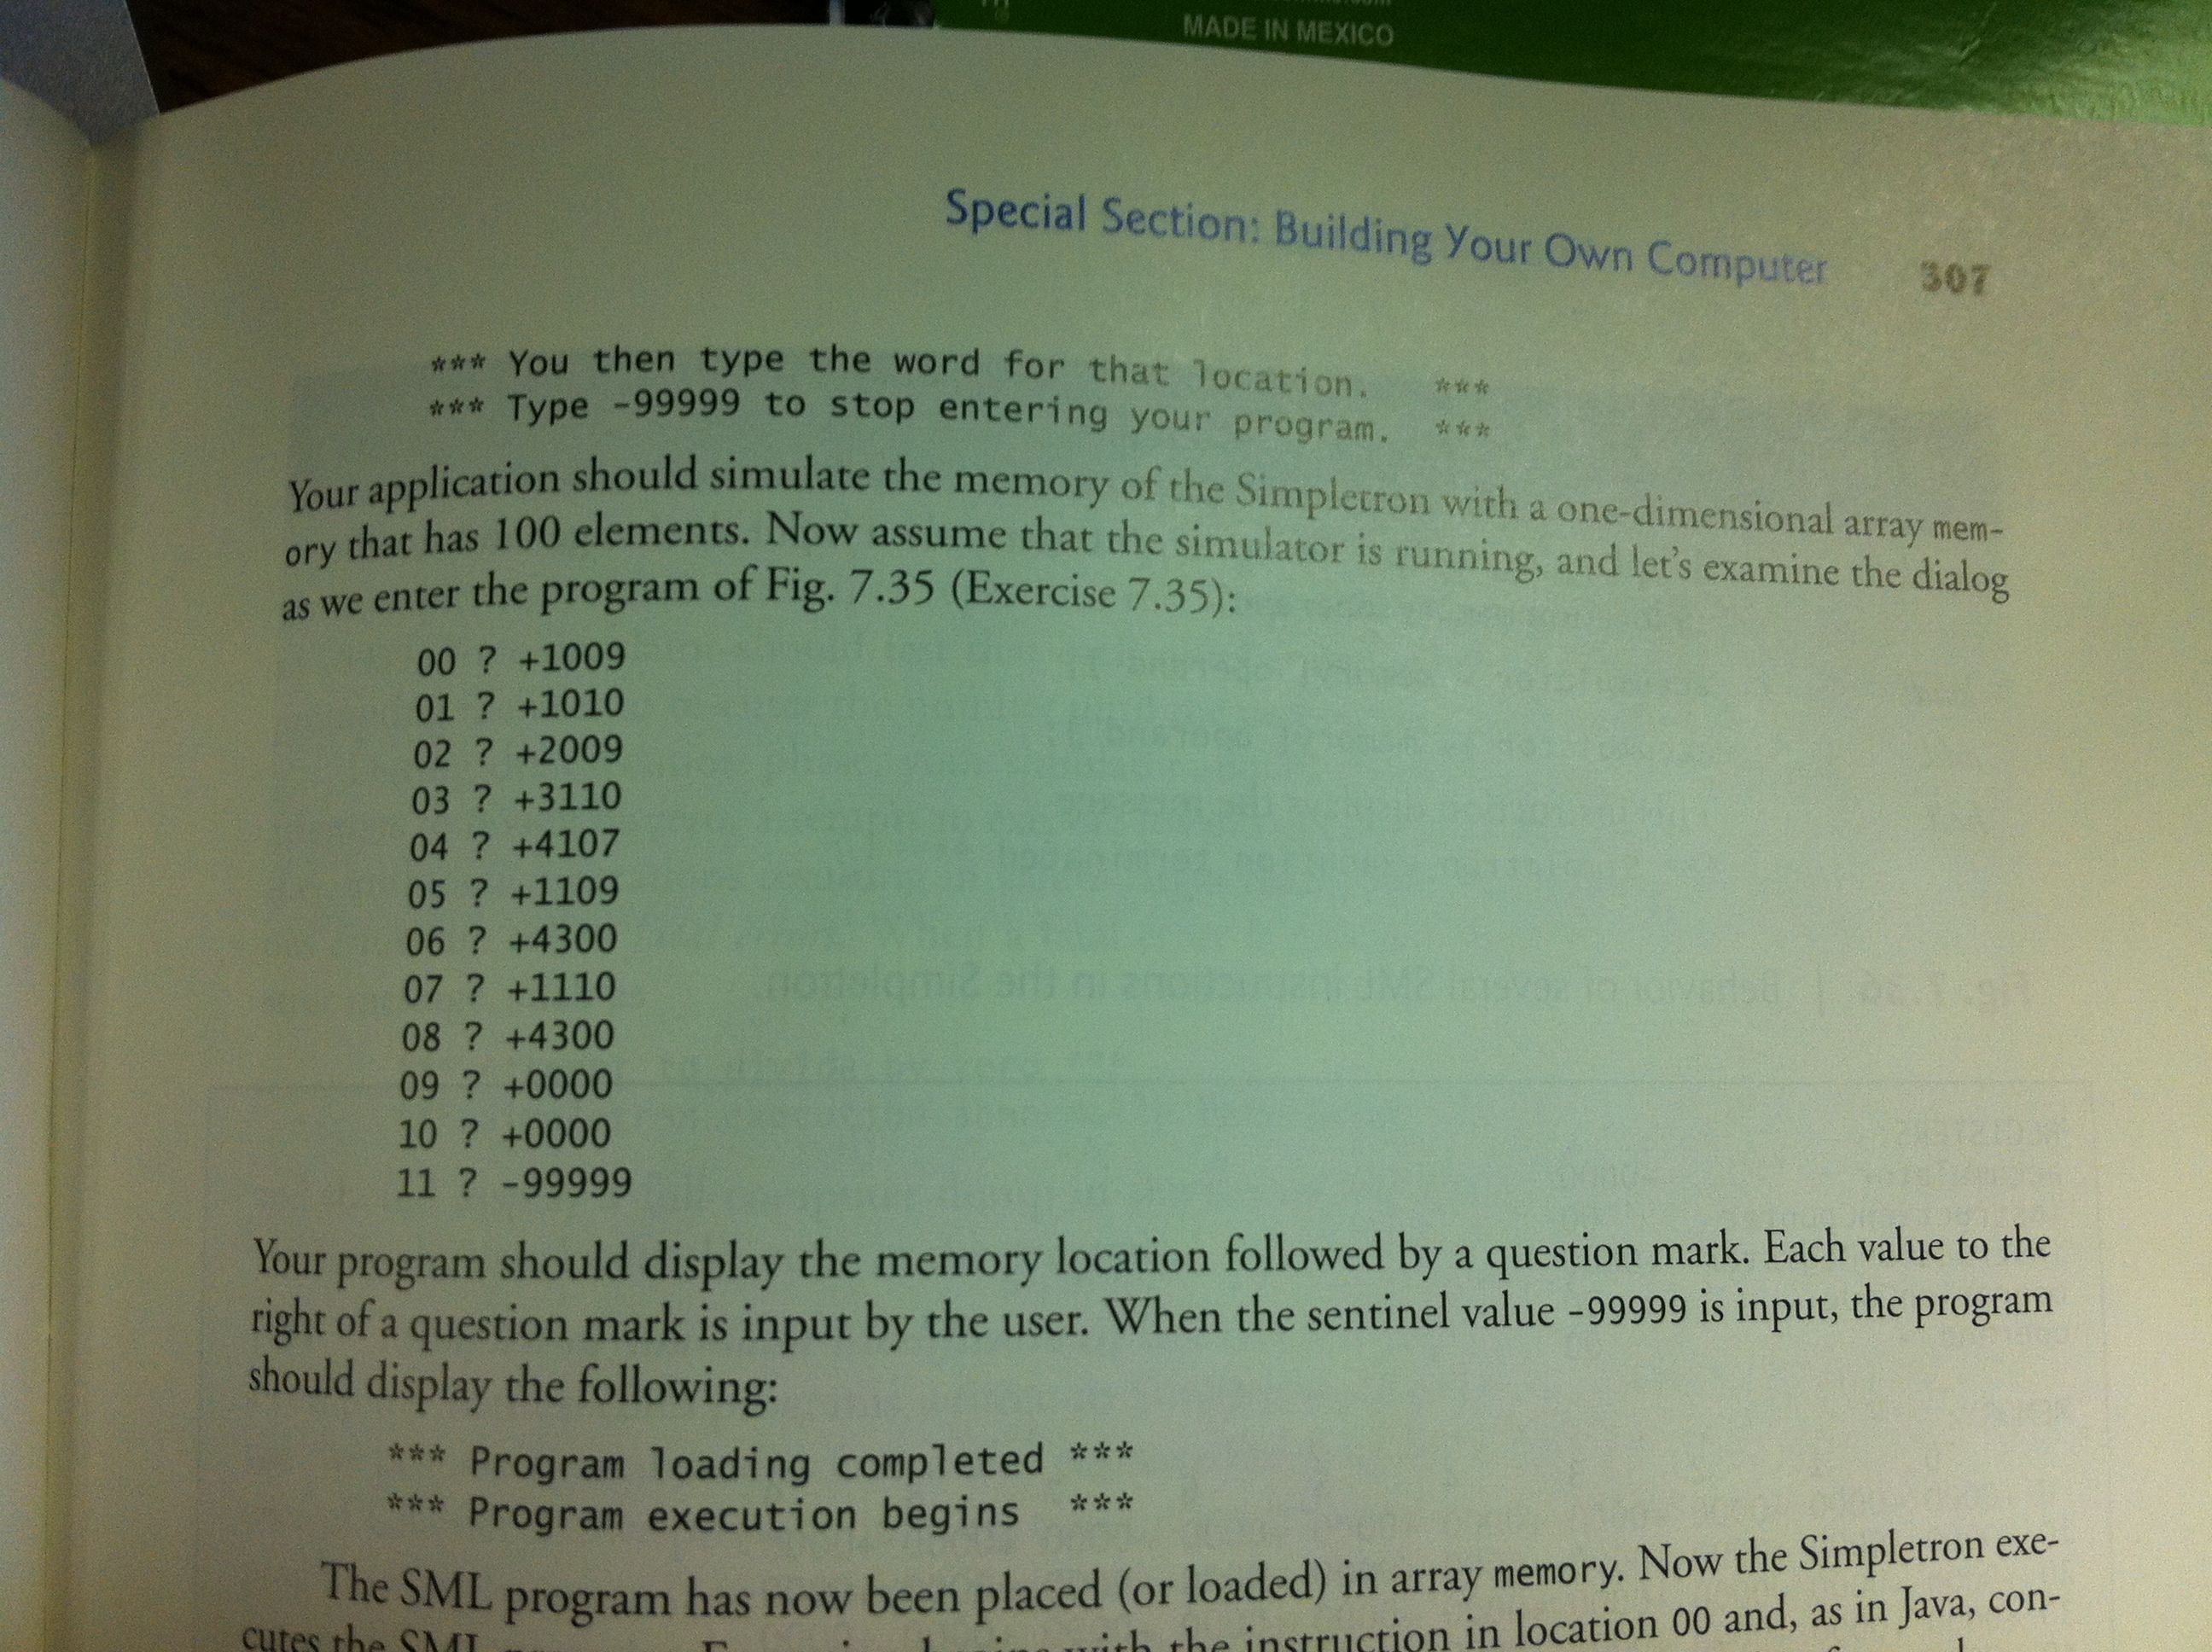 MADE IN MEXICO
Special Section: Building Your Own Computer 307
*** You then type the word for that location. ***
*** Type -99999 to stop entering your program. ***
Your application should simulate the memory of the Simpletron with a one-dimensional array mem-
ory that has 100 elements. Now assume that the simulator is running, and let's examine the dialog
as we enter the program of Fig. 7.35 (Exercise 7.35):
00 ? +1009
01 ? +1010
02 ? +2009
03 ? +3110
04 ? +4107
05 ? +1109
06 ? +4300
07 ? +1110
08 ? +4300
09 ? +0000
10 ? +0000
11 ? -99999
Your program should display the memory location followed by a question mark. Each value to the
right of a question mark is input by the user. When the sentinel value -99999 is input, the program
should display the following:
*** Program loading completed ***
*** Program execution begins ***
The SML program has now been placed (or loaded) in array memory. Now the Simpletron exe-
cutes the SML with the instruction in location 00 and, as in Java, con-